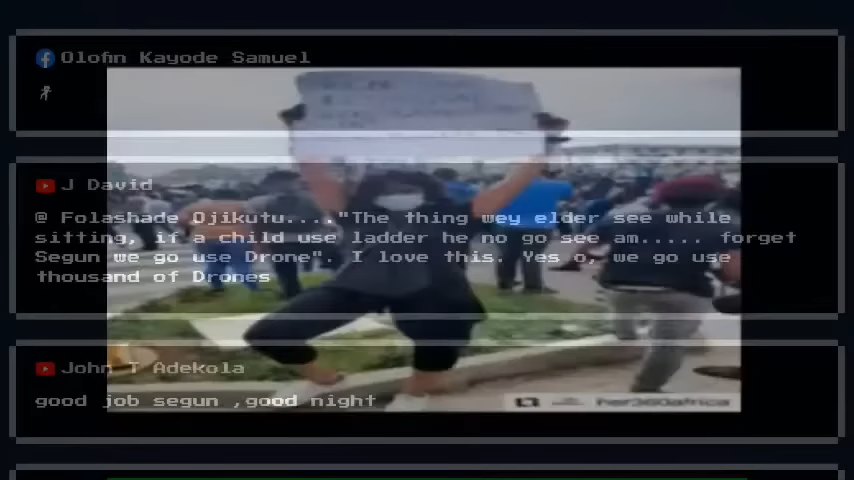 Olofin Kayode Samuel
J David
@ Folashade Ojikutu...."The thing wey elder see while
sitting, if a child use ladder he no go see am..... forget
Segun we go use Drone". I love this. Yes o, we go use
thousand of Drones
John T Adekola
good job segun ,good night
her360africa